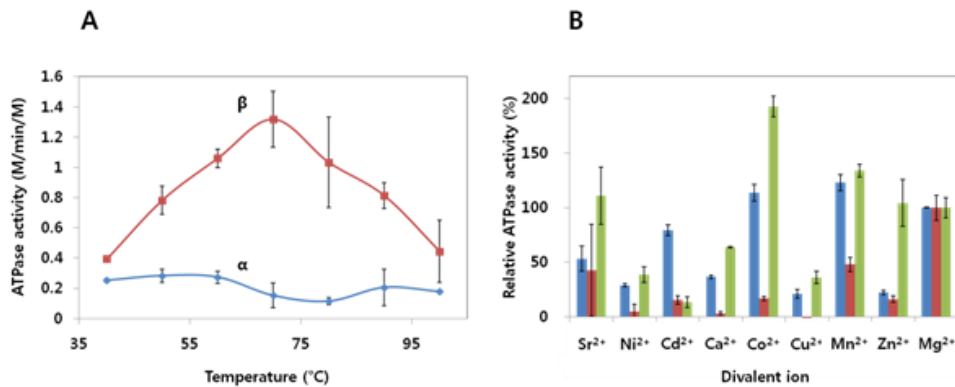 A
ATPase activity (M/min/M)
1.6
1.4
1.2
1
0.8
0.6
0.4
0.2
0
β
α
35
55
75
95
Temperature (°C)
B
Relative ATPase activity (%)
200
150
100
50
0
Sr²⁺ Ni²⁺ Cd²⁺ Ca²⁺ Co²⁺ Cu²⁺ Mn²⁺ Zn²⁺ Mg²⁺
Divalent ion